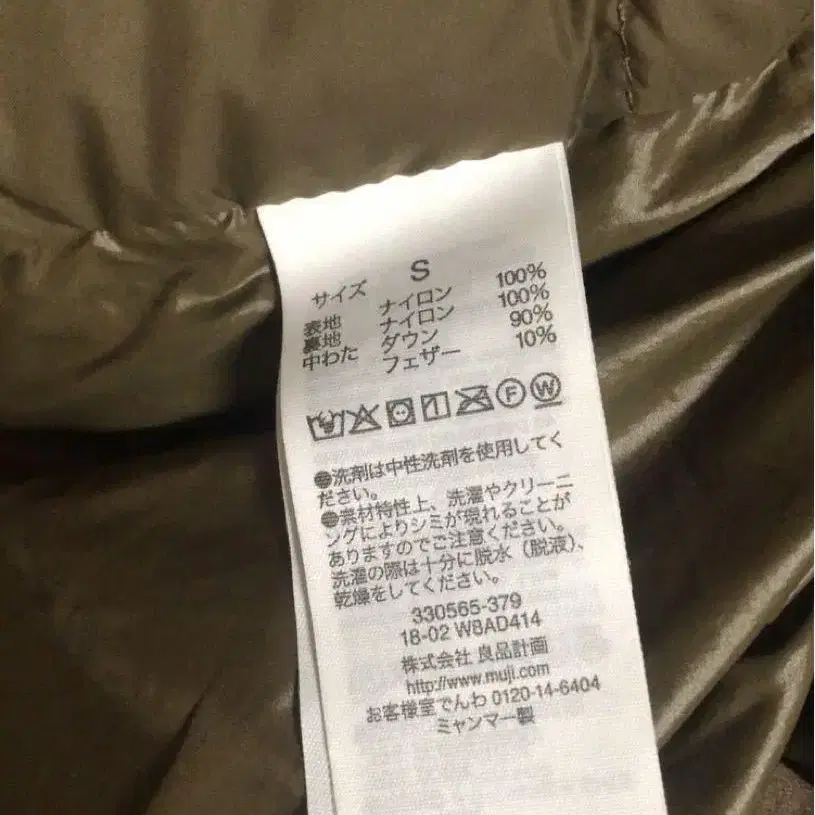 サイズ S
表地 ナイロン 100%
裏地 ナイロン 100%
中わた ダウン 90%
フェザー 10%
F W
●洗剤は中性洗剤を使用してく
ださい。
●素材特性上、洗濯やクリーニ
ングによりシミが現れることが
ありますのでご注意ください。
洗濯の際は十分に脱水（脱液）、
乾燥をしてください。
330565-379
18-02 W8AD414
株式会社 良品計画
http://www.muji.com
お客様室でんわ 0120-14-6404
ミャンマー製